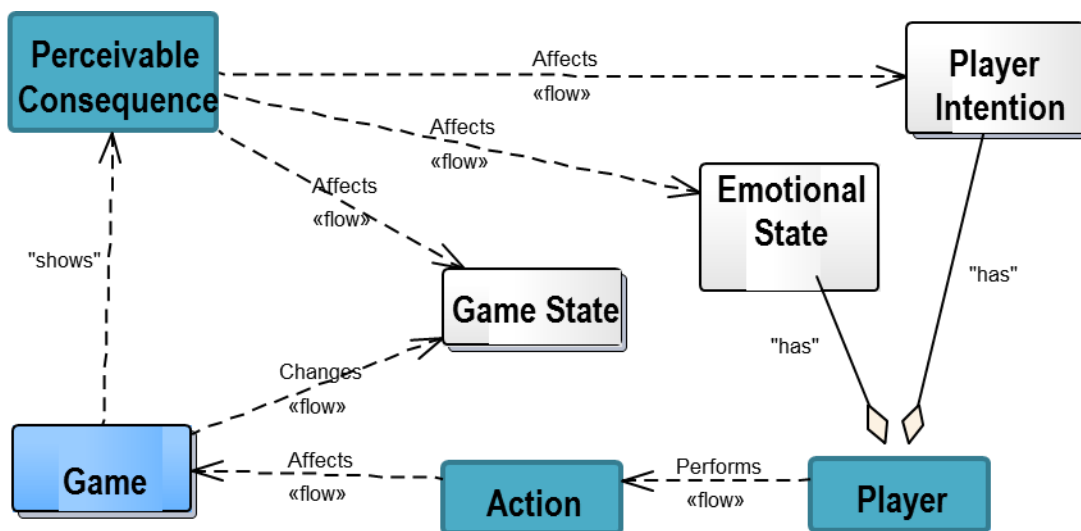 Perceivable
Consequence
Affects
«flow»
Player
Intention
Affects
«flow»
Emotional
State
Affects
«flow»
"shows"
"has"
Game State
"has"
Changes
«flow»
Game
Affects
«flow»
Action
Performs
«flow»
Player